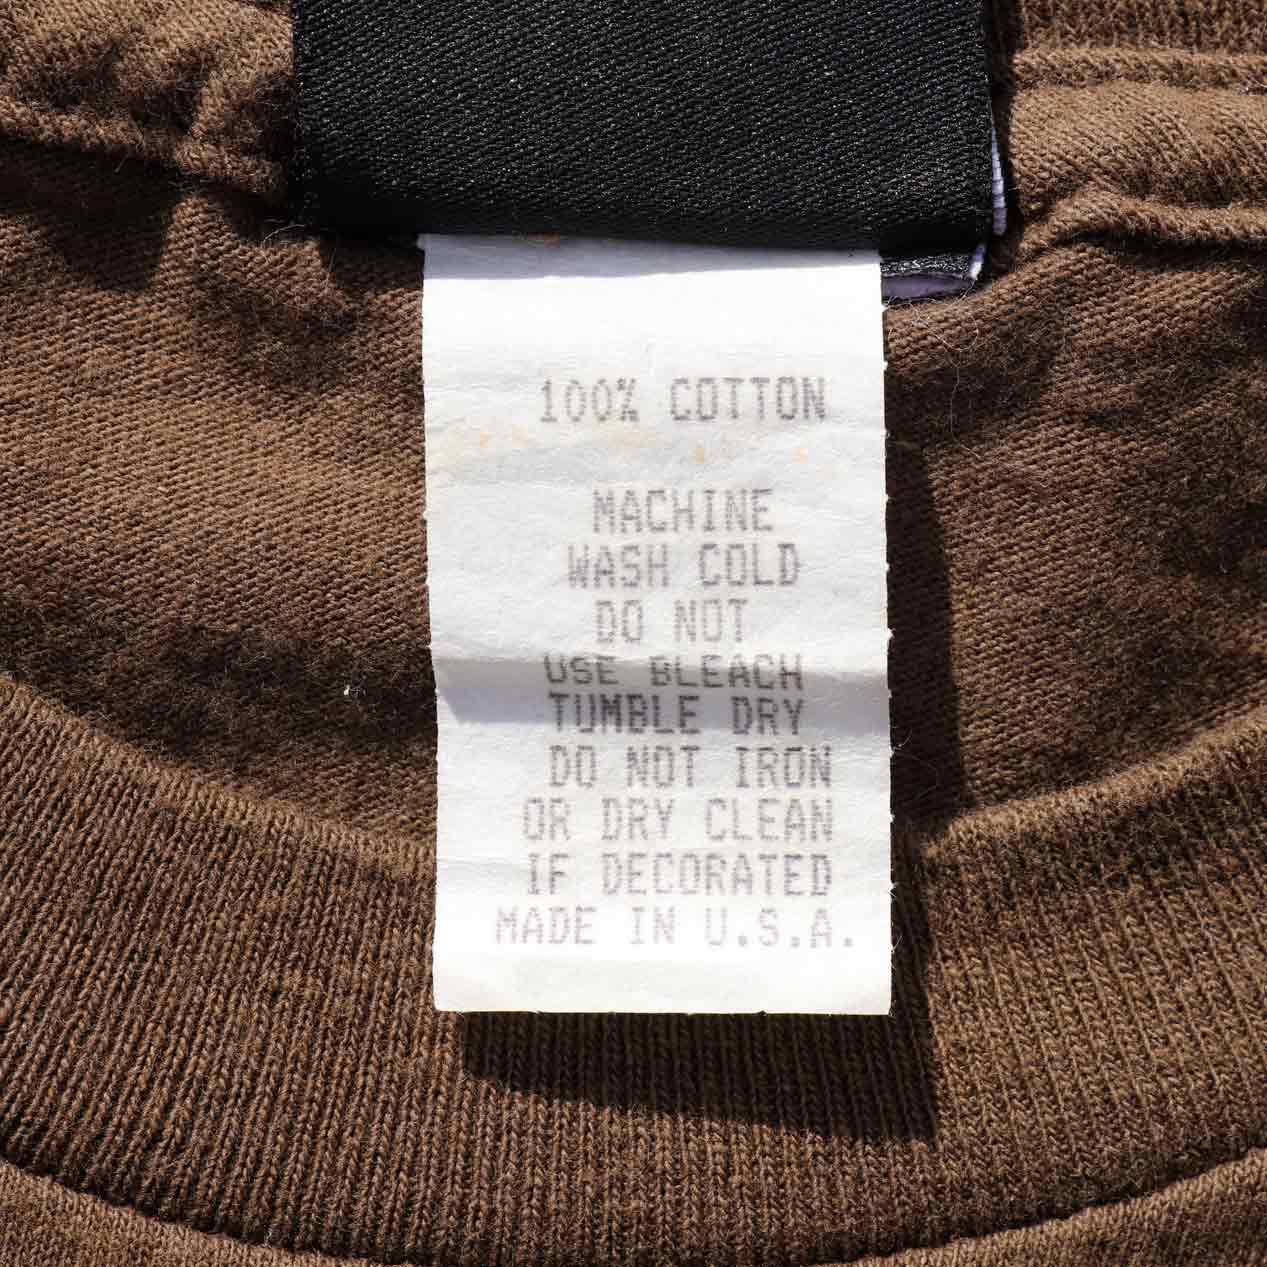 100% COTTON
MACHINE
WASH COLD
DO NOT
USE BLEACH
TUMBLE DRY
DO NOT IRON
OR DRY CLEAN
IF DECORATED
MADE IN U.S.A.